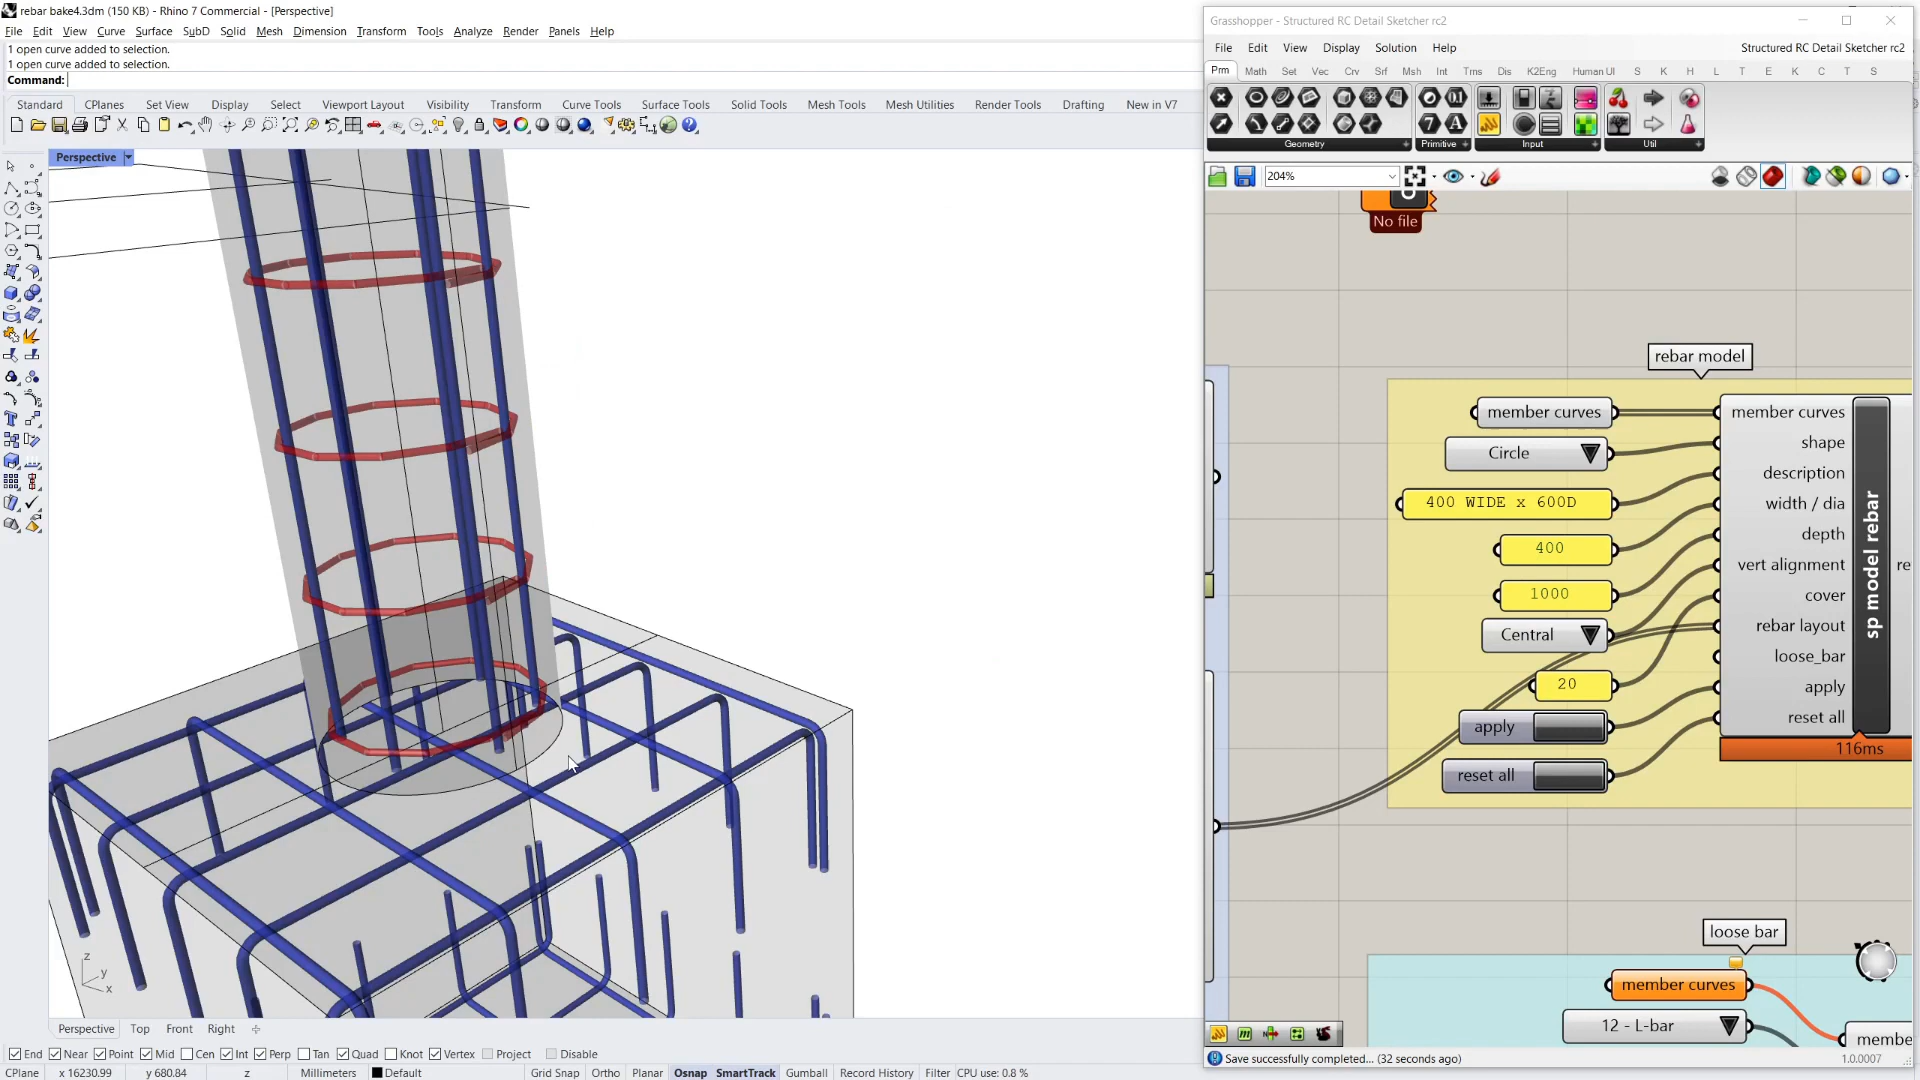 rebar bake4.3dm (150 KB) - Rhino 7 Commercial - [Perspective]
File Edit View Curve Surface SubD Solid Mesh Dimension Transform Tools Analyze Render Panels Help
1 open curve added to selection.
1 open curve added to selection.
Command:
Standard CPlanes Set View Display Select Viewport Layout Visibility Transform Curve Tools Surface Tools Solid Tools Mesh Tools Mesh Utilities Render Tools Drafting New in V7
Perspective
z
y
x
Perspective Top Front Right
End Near Point Mid Cen Int Perp Tan Quad Knot Vertex Project Disable
CPlane x 16230.99 y 680.84 z Millimeters Default Grid Snap Ortho Planar Osnap SmartTrack Gumball Record History Filter CPU use: 0.8 %
Grasshopper - Structured RC Detail Sketcher rc2
File Edit View Display Solution Help Structured RC Detail Sketcher rc2
Prm Math Set Vec Crv Srf Msh Int Trns Dis K2Eng Human UI S K H L T E K C T S
Geometry Primitive Input Util
204%
No file
rebar model
member curves
Circle
400 WIDE x 600D
400
1000
Central
20
apply
reset all
member curves
shape
description
width / dia
depth
vert alignment
cover
rebar layout
loose_bar
apply
reset all
sp model rebar
re
116ms
loose bar
member curves
12 - L-bar
membe
Save successfully completed... (32 seconds ago)
1.0.0007